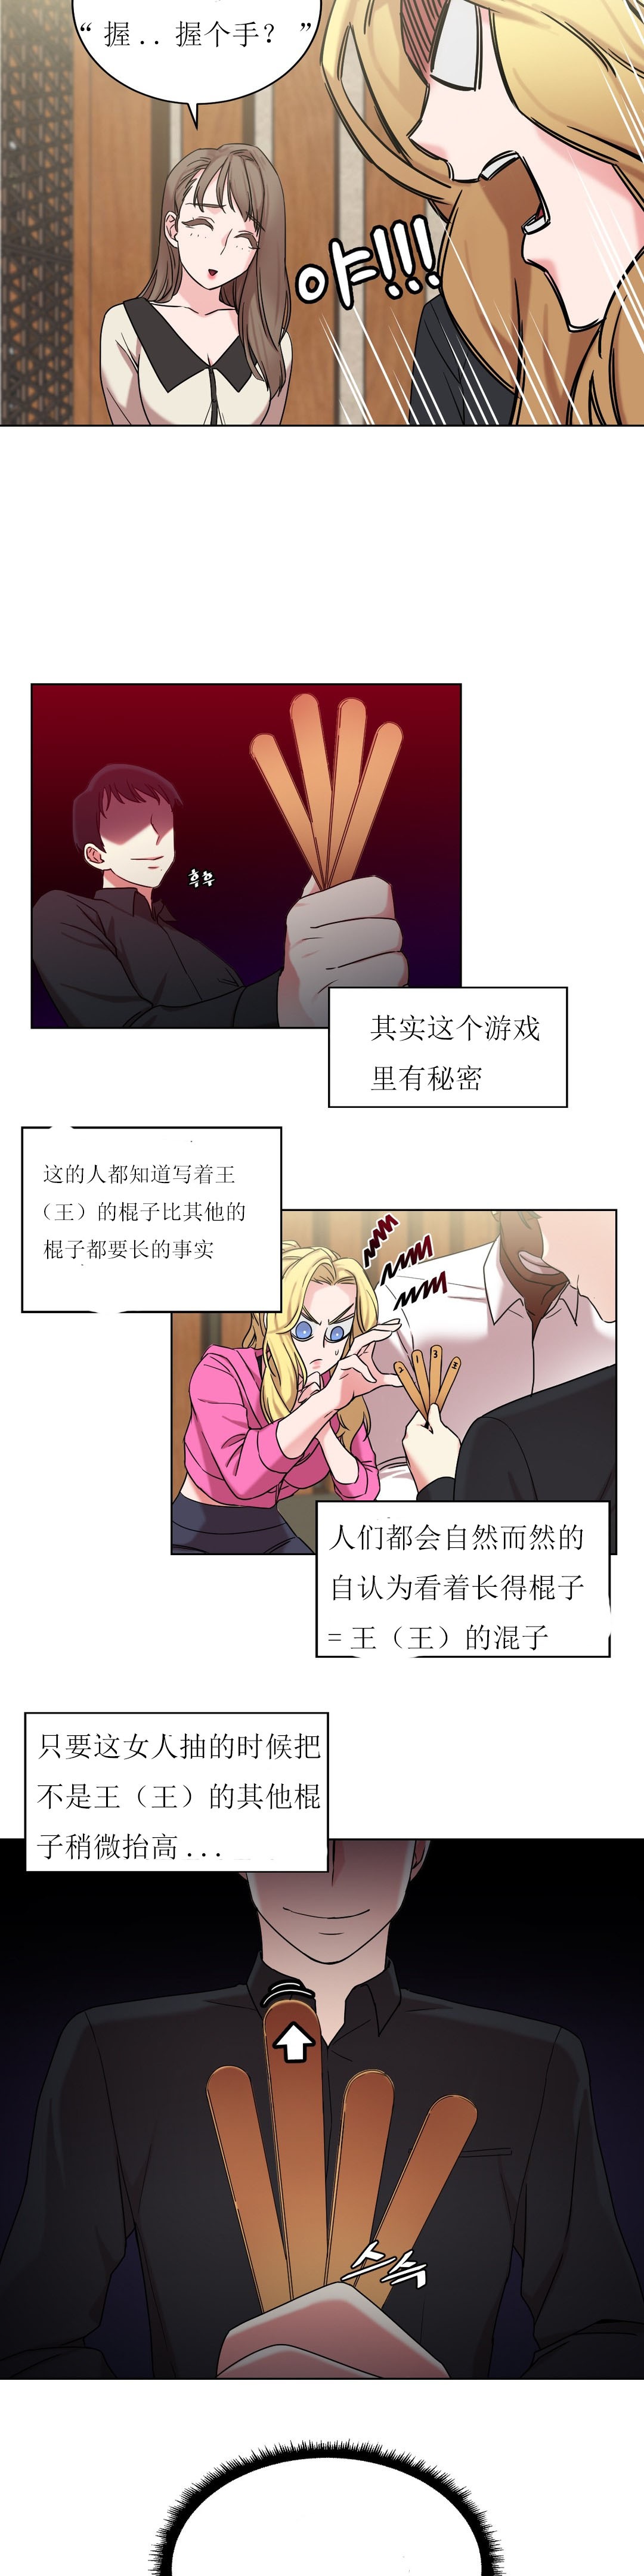 “握．．握个手？ ”
야!!!
후후
其实这个游戏
里有秘密
这的人都知道写着王
（王）的棍子比其他的
棍子都要长的事实
1 3
人们都会自然而然的
自认为看着长得棍子
= 王（王）的混子
只要这女人抽的时候把
不是王（王）的其他棍
子稍微抬高 . . .
스윽